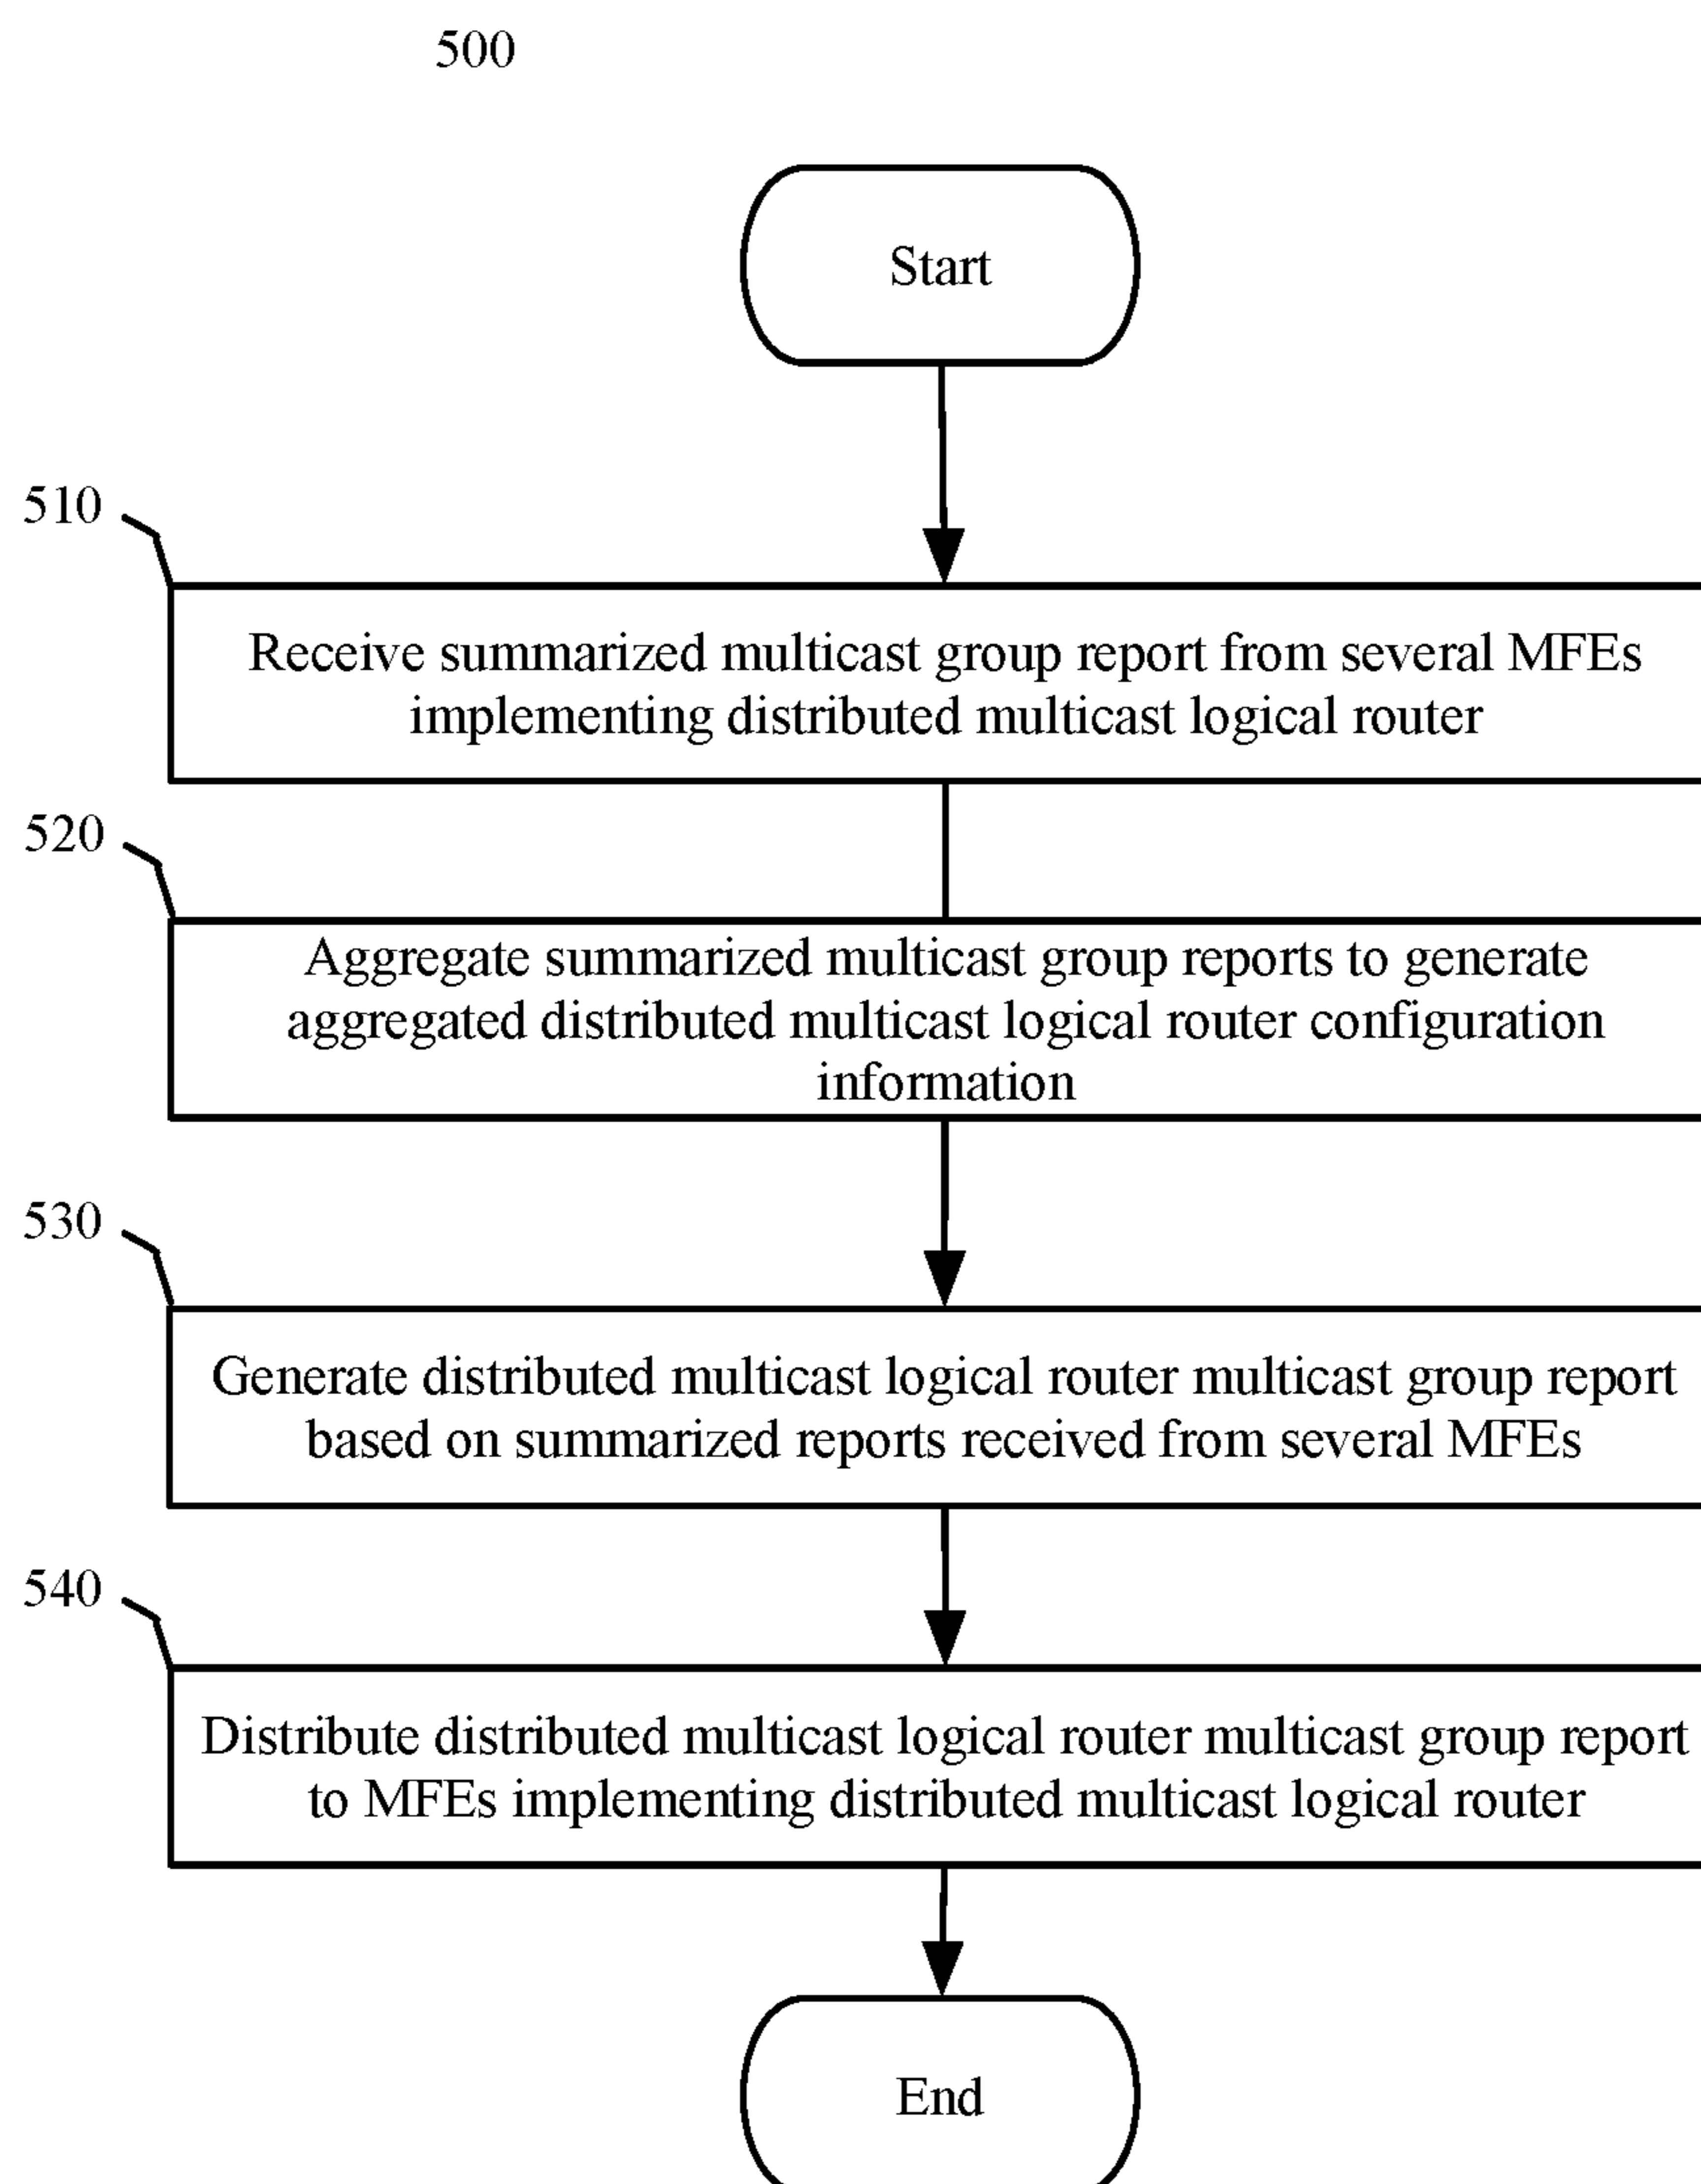 500
Start
510
Receive summarized multicast group report from several MFEs
implementing distributed multicast logical router
520
Aggregate summarized multicast group reports to generate
aggregated distributed multicast logical router configuration
information
530
Generate distributed multicast logical router multicast group report
based on summarized reports received from several MFEs
540
Distribute distributed multicast logical router multicast group report
to MFEs implementing distributed multicast logical router
End